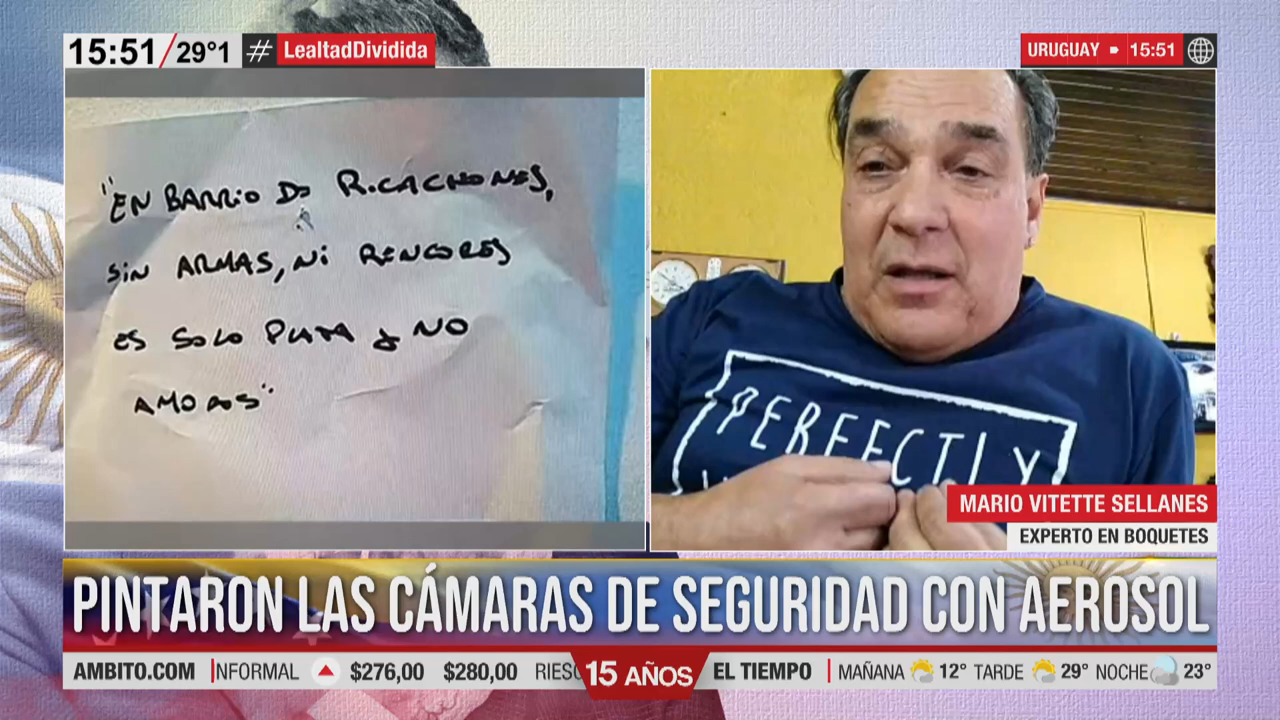 15:51/29°1 # LealtadDividida
URUGUAY 15:51
"EN BARRIO DE RICACHONES,
SIN ARMAS, NI RENCORES
ES SOLO PLATA Y NO
AMORES"
PERFECTLY
MARIO VITETTE SELLANES
EXPERTO EN BOQUETES
PINTARON LAS CÁMARAS DE SEGURIDAD CON AEROSOL
AMBITO.COM INFORMAL $276,00 $280,00 RIESG 15 AÑOS EL TIEMPO MAÑANA 12° TARDE 29° NOCHE 23°